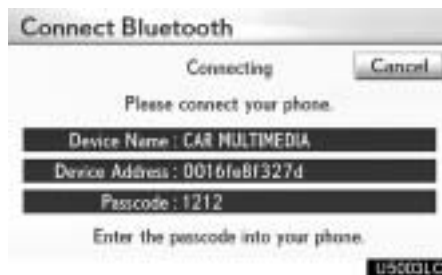 Connect Bluetooth
Connecting
Cancel
Please connect your phone.
Device Name : CAR MULTIMEDIA
Device Address : 0016fe8f327d
Passcode : 1212
Enter the passcode into your phone.
U5003LC